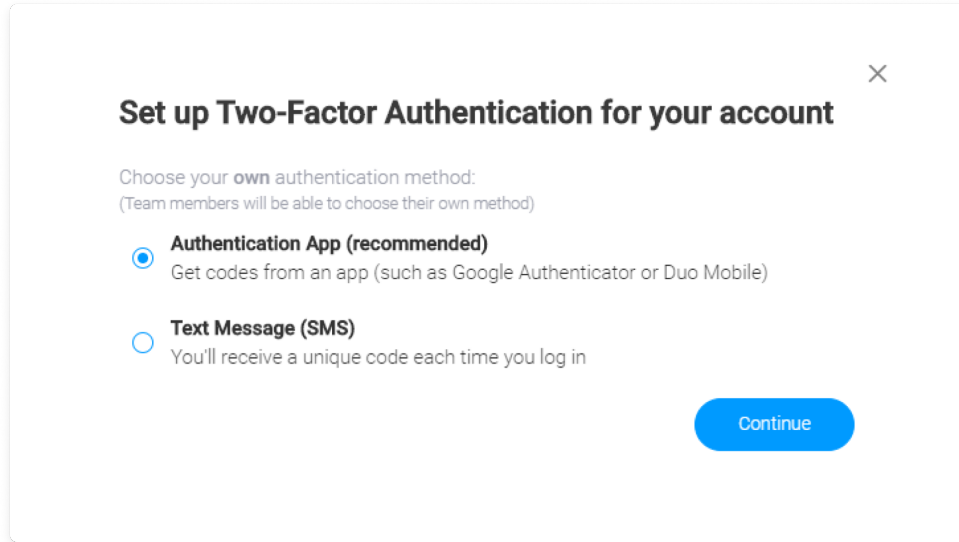 Set up Two-Factor Authentication for your account
Choose your own authentication method:
(Team members will be able to choose their own method)
Authentication App (recommended)
Get codes from an app (such as Google Authenticator or Duo Mobile)
Text Message (SMS)
You'll receive a unique code each time you log in
Continue